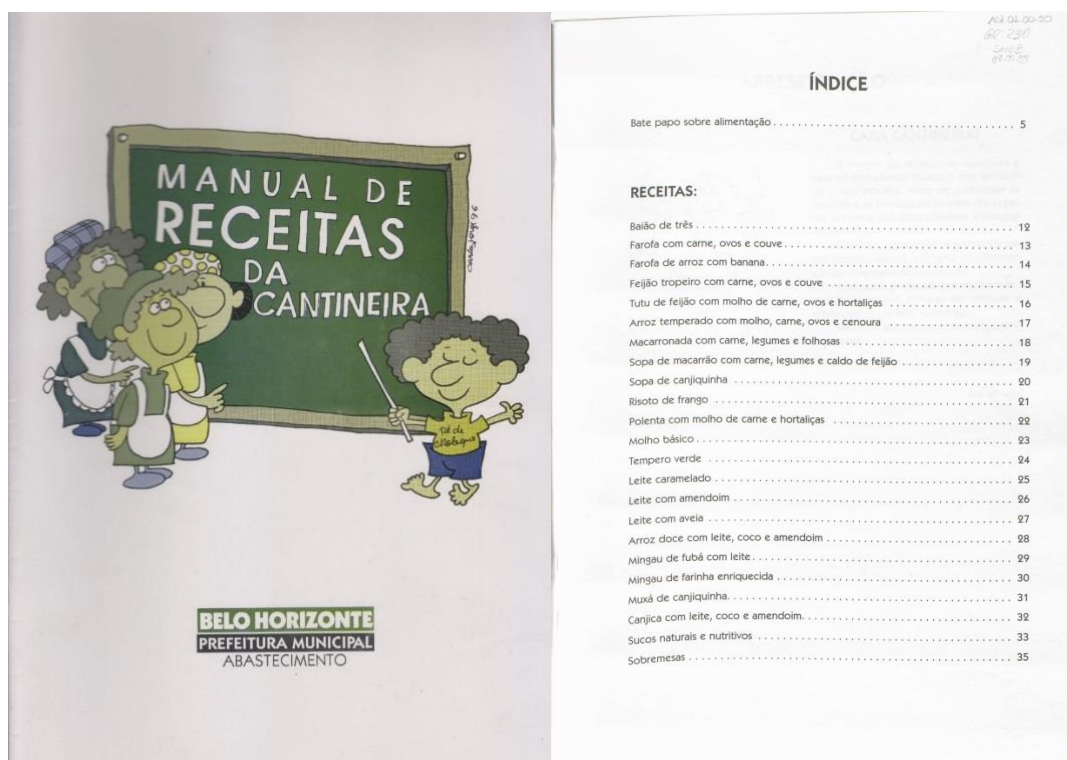 MANUAL DE
RECEITAS
DA
CANTINEIRA
Pé de
Moleque
BELO HORIZONTE
PREFEITURA MUNICIPAL
ABASTECIMENTO
ÍNDICE
Bate papo sobre alimentação . . . . . . . . . . . . . . . . . . . . . . . . . . . . . . . . . . . . . . 5
RECEITAS:
Baião de três . . . . . . . . . . . . . . . . . . . . . . . . . . . . . . . . . . . . . . . . . . . . . . . . 12
Farofa com carne, ovos e couve . . . . . . . . . . . . . . . . . . . . . . . . . . . . . . . . . . . 13
Farofa de arroz com banana . . . . . . . . . . . . . . . . . . . . . . . . . . . . . . . . . . . . . . 14
Feijão tropeiro com carne, ovos e couve . . . . . . . . . . . . . . . . . . . . . . . . . . . 15
Tutu de feijão com molho de carne, ovos e hortaliças . . . . . . . . . . . . . . . . . . . 16
Arroz temperado com molho, carne, ovos e cenoura . . . . . . . . . . . . . . . . . . . 17
Macarronada com carne, legumes e folhosas . . . . . . . . . . . . . . . . . . . . . . . . . 18
Sopa de macarrão com carne, legumes e caldo de feijão . . . . . . . . . . . . . . . . . 19
Sopa de canjiquinha . . . . . . . . . . . . . . . . . . . . . . . . . . . . . . . . . . . . . . . . . . 20
Risoto de frango . . . . . . . . . . . . . . . . . . . . . . . . . . . . . . . . . . . . . . . . . . . . . 21
Polenta com molho de carne e hortaliças . . . . . . . . . . . . . . . . . . . . . . . . . . . 22
Molho básico . . . . . . . . . . . . . . . . . . . . . . . . . . . . . . . . . . . . . . . . . . . . . . . 23
Tempero verde . . . . . . . . . . . . . . . . . . . . . . . . . . . . . . . . . . . . . . . . . . . . . . 24
Leite caramelado . . . . . . . . . . . . . . . . . . . . . . . . . . . . . . . . . . . . . . . . . . . . 25
Leite com amendoim . . . . . . . . . . . . . . . . . . . . . . . . . . . . . . . . . . . . . . . . . 26
Leite com aveia . . . . . . . . . . . . . . . . . . . . . . . . . . . . . . . . . . . . . . . . . . . . . 27
Arroz doce com leite, coco e amendoim . . . . . . . . . . . . . . . . . . . . . . . . . . . 28
Mingau de fubá com leite . . . . . . . . . . . . . . . . . . . . . . . . . . . . . . . . . . . . . . 29
Mingau de farinha enriquecida . . . . . . . . . . . . . . . . . . . . . . . . . . . . . . . . . . 30
Muxá de canjiquinha . . . . . . . . . . . . . . . . . . . . . . . . . . . . . . . . . . . . . . . . . 31
Canjica com leite, coco e amendoim . . . . . . . . . . . . . . . . . . . . . . . . . . . . . . 32
Sucos naturais e nutritivos . . . . . . . . . . . . . . . . . . . . . . . . . . . . . . . . . . . . . 33
Sobremesas . . . . . . . . . . . . . . . . . . . . . . . . . . . . . . . . . . . . . . . . . . . . . . . . 35